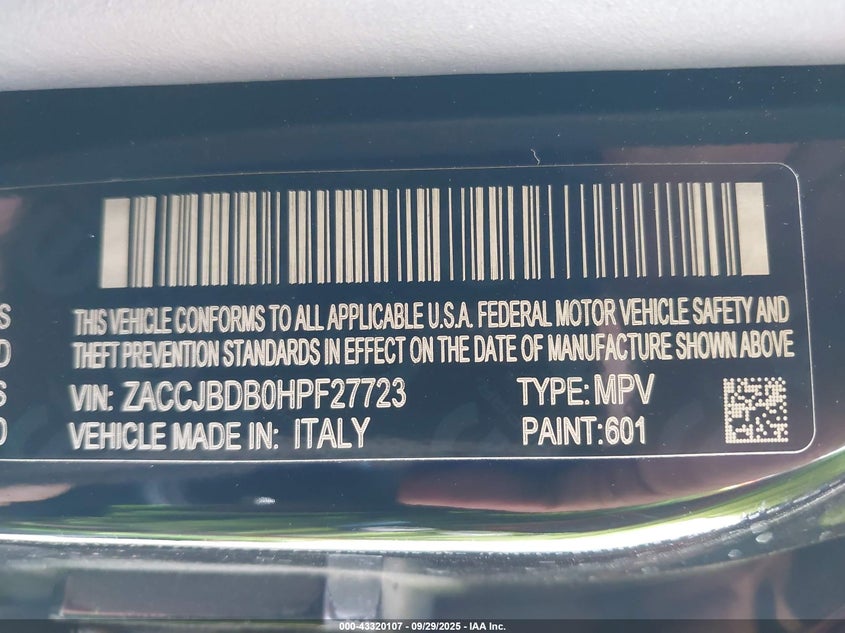 THIS VEHICLE CONFORMS TO ALL APPLICABLE U.S.A. FEDERAL MOTOR VEHICLE SAFETY AND
THEFT PREVENTION STANDARDS IN EFFECT ON THE DATE OF MANUFACTURE SHOWN ABOVE
VIN: ZACCJBDB0HPF27723 TYPE: MPV
VEHICLE MADE IN: ITALY PAINT:601
000-43320107 - 09/29/2025 - IAA Inc.